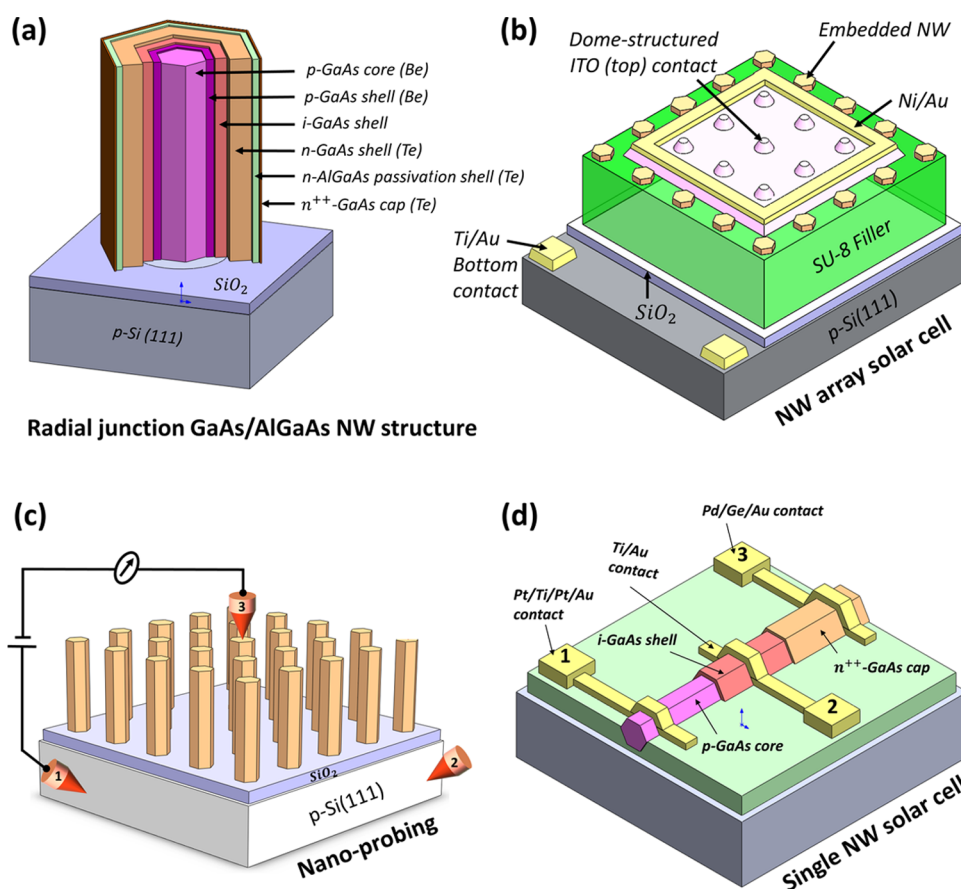 (a)
p-GaAs core (Be)
p-GaAs shell (Be)
i-GaAs shell
n-GaAs shell (Te)
n-AlGaAs passivation shell (Te)
n⁺⁺-GaAs cap (Te)
SiO₂
p-Si (111)
Radial junction GaAs/AlGaAs NW structure
(b)
Dome-structured
ITO (top) contact
Embedded NW
Ni/Au
Ti/Au
Bottom
contact
SiO₂
SU-8 Filler
p-Si(111)
NW array solar cell
(c)
3
1
2
SiO₂
p-Si(111)
Nano-probing
(d)
Pd/Ge/Au contact
Ti/Au
contact
Pt/Ti/Pt/Au
contact
i-GaAs shell
3
1
2
n⁺⁺-GaAs cap
p-GaAs core
Single NW solar cell